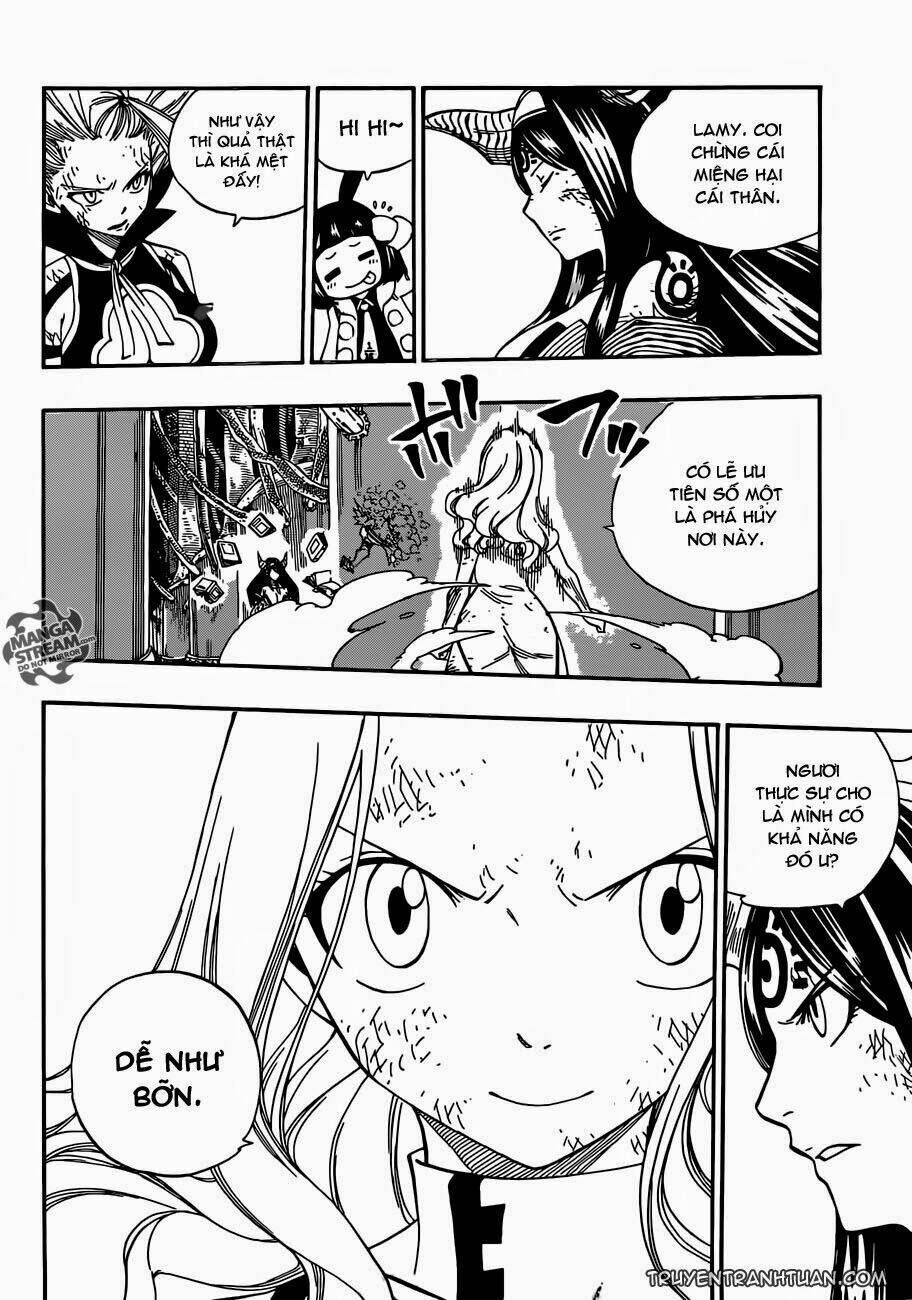 LAMY. COI
CHỪNG CÁI
MIỆNG HẠI
CÁI THÂN.
HI HI~
NHƯ VẬY
THÌ QUẢ THẬT
LÀ KHÁ MỆT
ĐẤY!
CÓ LẼ ƯU
TIÊN SỐ MỘT
LÀ PHÁ HỦY
NƠI NÀY.
MANGA
STREAM.com
DO NOT MIRROR
NGƯƠI
THỰC SỰ CHO
LÀ MÌNH CÓ
KHẢ NĂNG
ĐÓ Ư?
DỄ NHƯ
BỠN.
TRUYENTRANHTUAN.COM